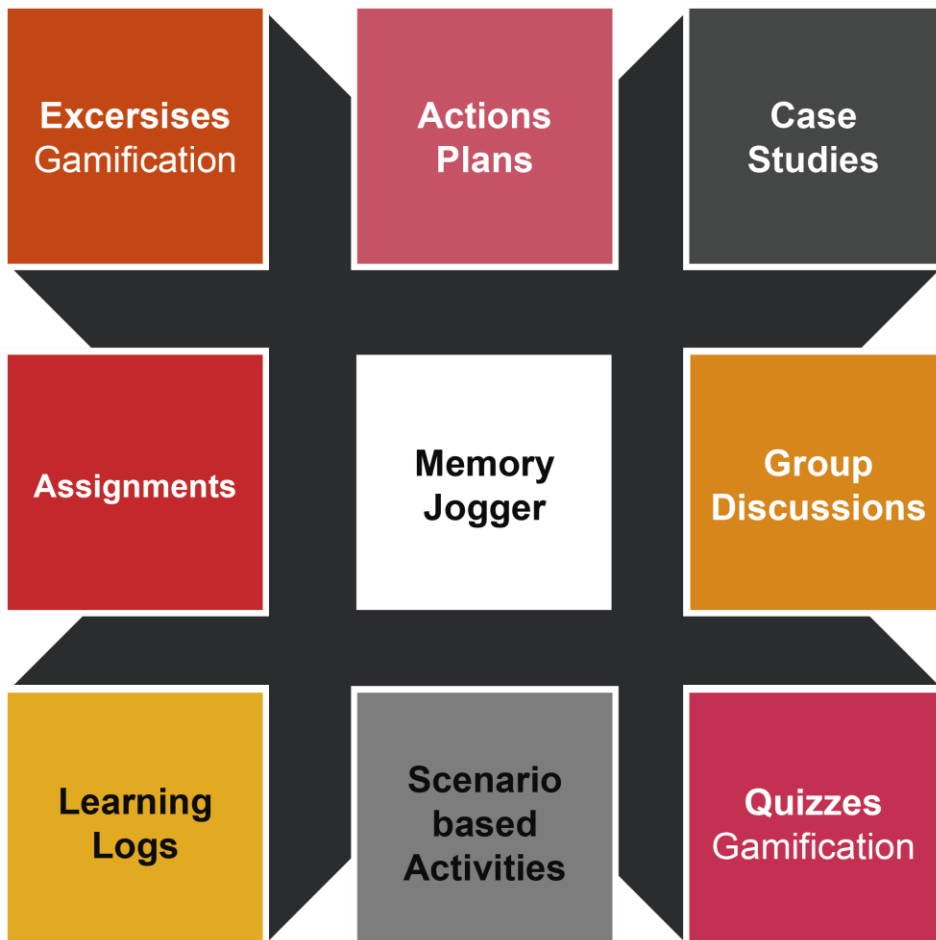 Excersises
Gamification
Actions
Plans
Case
Studies
Assignments
Memory
Jogger
Group
Discussions
Learning
Logs
Scenario
based
Activities
Quizzes
Gamification